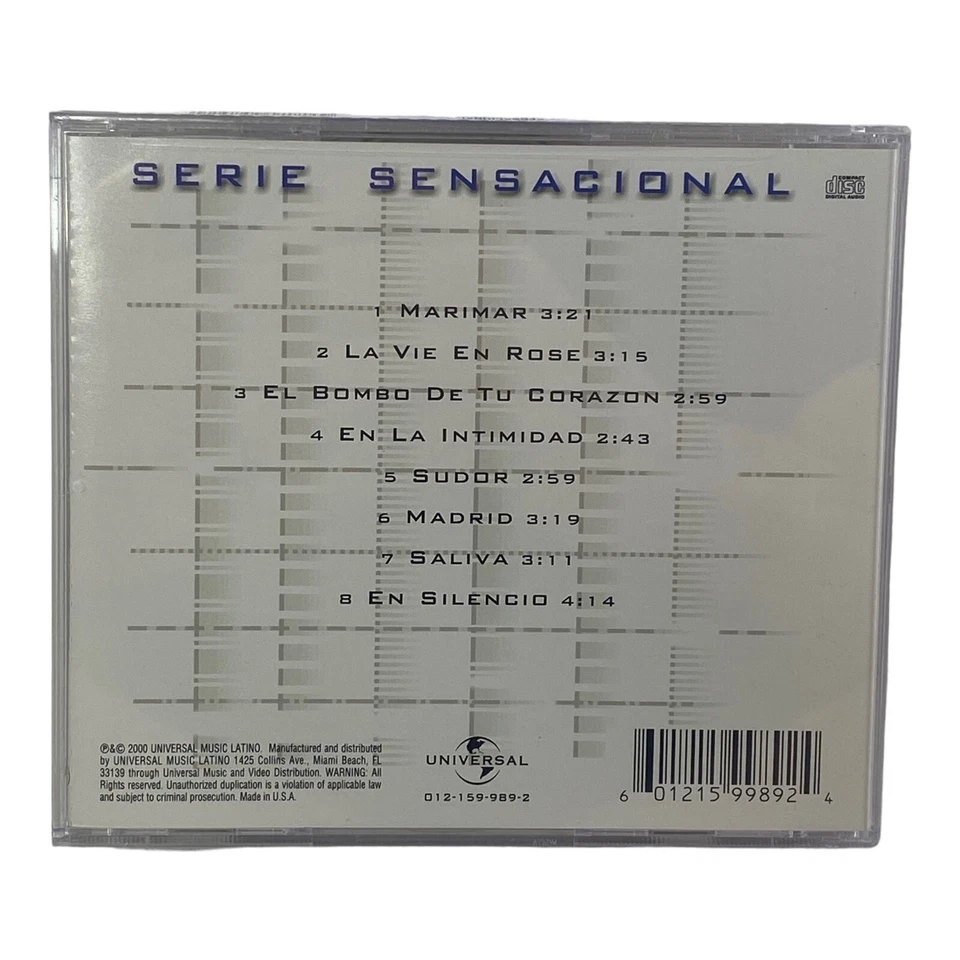 SERIE SENSACIONAL
COMPACT
disc
DIGITAL AUDIO
1 MARIMAR 3:21
2 LA VIE EN ROSE 3:15
3 EL BOMBO DE TU CORAZON 2:59
4 EN LA INTIMIDAD 2:43
5 SUDOR 2:59
6 MADRID 3:19
7 SALIVA 3:11
8 EN SILENCIO 4:14
℗&© 2000 UNIVERSAL MUSIC LATINO. Manufactured and distributed
by UNIVERSAL MUSIC LATINO 1425 Collins Ave., Miami Beach, FL
33139 through Universal Music and Video Distribution. WARNING: All
Rights reserved. Unauthorized duplication is a violation of applicable law
and subject to criminal prosecution. Made in U.S.A.
UNIVERSAL
012-159-989-2
6 01215 99892 4